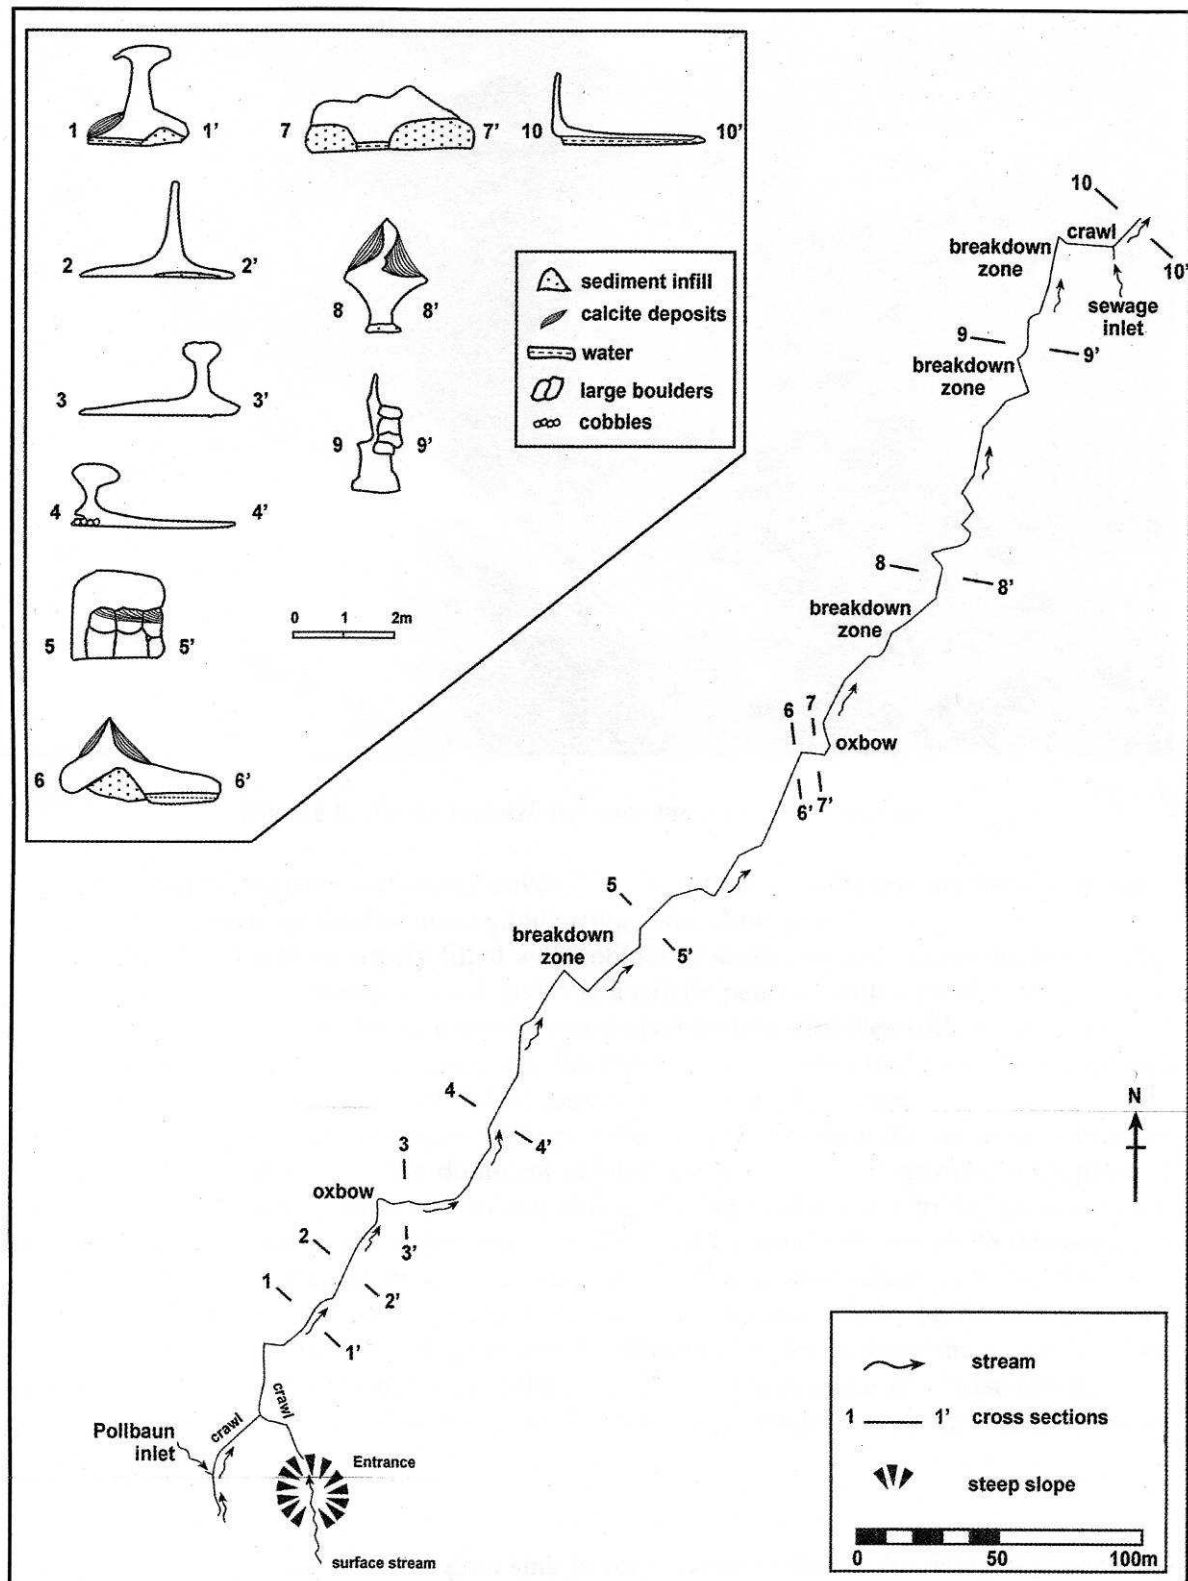 1 1'
7 7'
10 10'
2 2'
8 8'
3 3'
9 9'
4 4'
5 5'
6 6'
sediment infill
calcite deposits
water
large boulders
cobbles
0 1 2m
10
crawl
breakdown
zone
10'
sewage
inlet
9
9'
breakdown
zone
8
8'
breakdown
zone
6 7
oxbow
6' 7'
5
5'
breakdown
zone
4
4'
N
3
oxbow
3'
2
2'
1
1'
crawl
crawl
Pollbaun
inlet
Entrance
surface stream
stream
1 1' cross sections
steep slope
0 50 100m